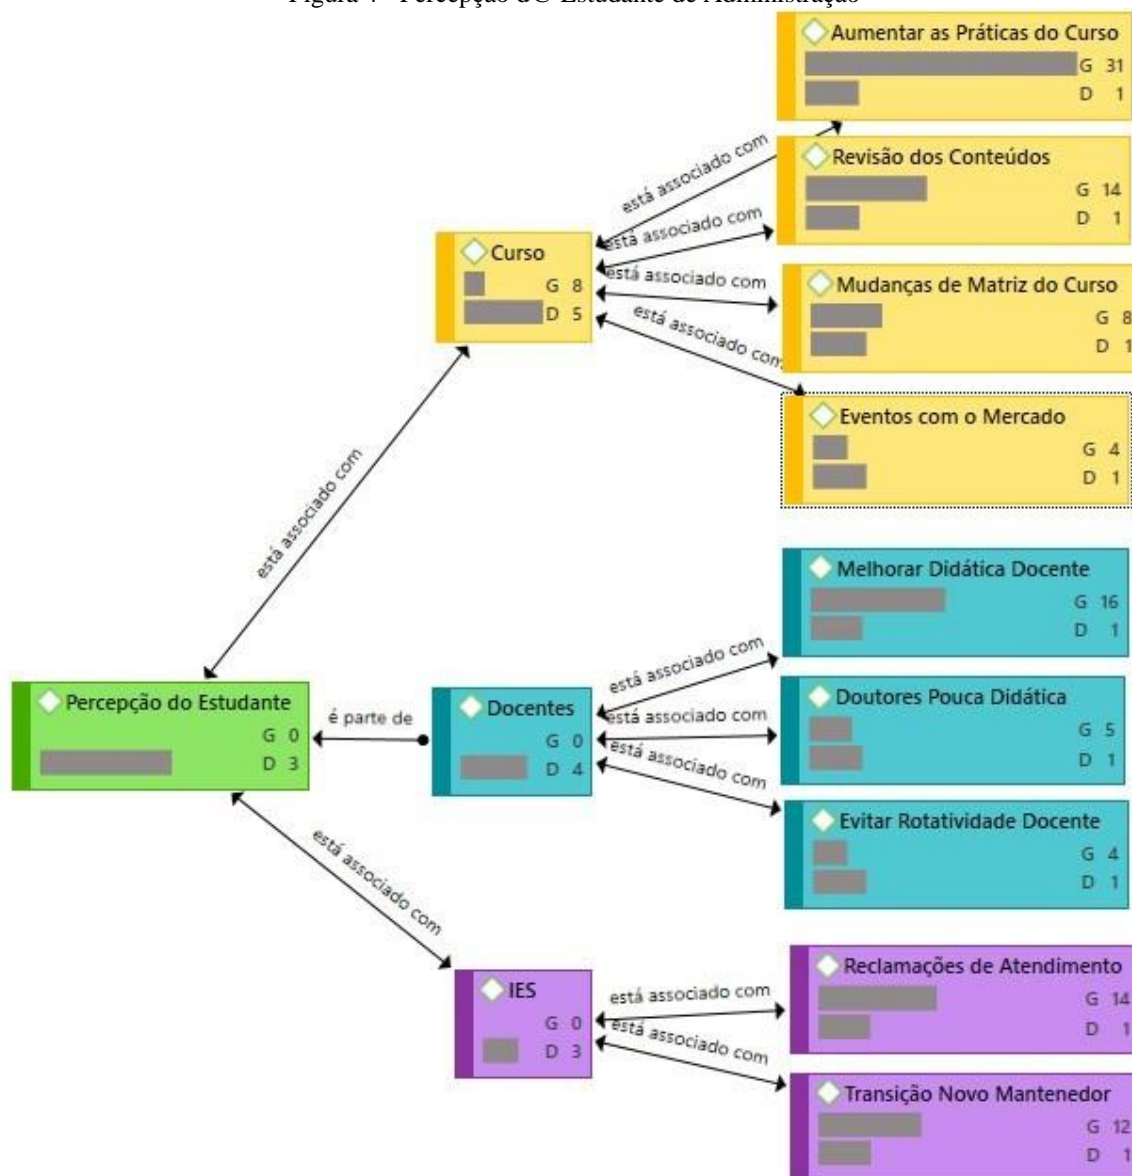 Figura 4 - Percepção d@ Estudante de Administração
Aumentar as Práticas do Curso
G 31
D 1
está associado com
Revisão dos Conteúdos
G 14
D 1
está associado com
Curso
G 8
D 5
está associado com
Mudanças de Matriz do Curso
G 8
D 1
está associado com
Eventos com o Mercado
G 4
D 1
está associado com
Melhorar Didática Docente
G 16
D 1
está associado com
Percepção do Estudante
G 0
D 3
é parte de
Docentes
G 0
D 4
está associado com
Doutores Pouca Didática
G 5
D 1
está associado com
Evitar Rotatividade Docente
G 4
D 1
está associado com
IES
G 0
D 3
está associado com
Reclamações de Atendimento
G 14
D 1
está associado com
Transição Novo Mantenedor
G 12
D 1